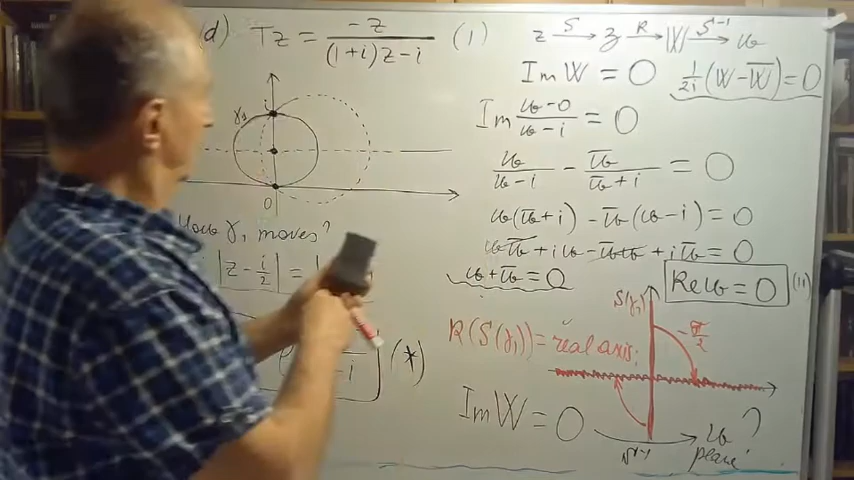 (d) Tz = -z / (1+i)z-i (1)
i
γ₁
0
How γ, moves?
|z - i/2| =
- i (*)
z →S z →R W →S⁻¹ w
Im W = 0 1/2i (W - W̅) = 0
Im w-0 / w-i = 0
w / w-i - w̅ / w̅+i = 0
w(w̅+i) - w̅(w-i) = 0
ww̅ + iw - w̅w + iw̅ = 0
w + w̅ = 0 Re w = 0 (11)
S(γ₁)
R(S(γ₁)) = real axis;
-π/2
Im W = 0
S⁻¹ w plane ?